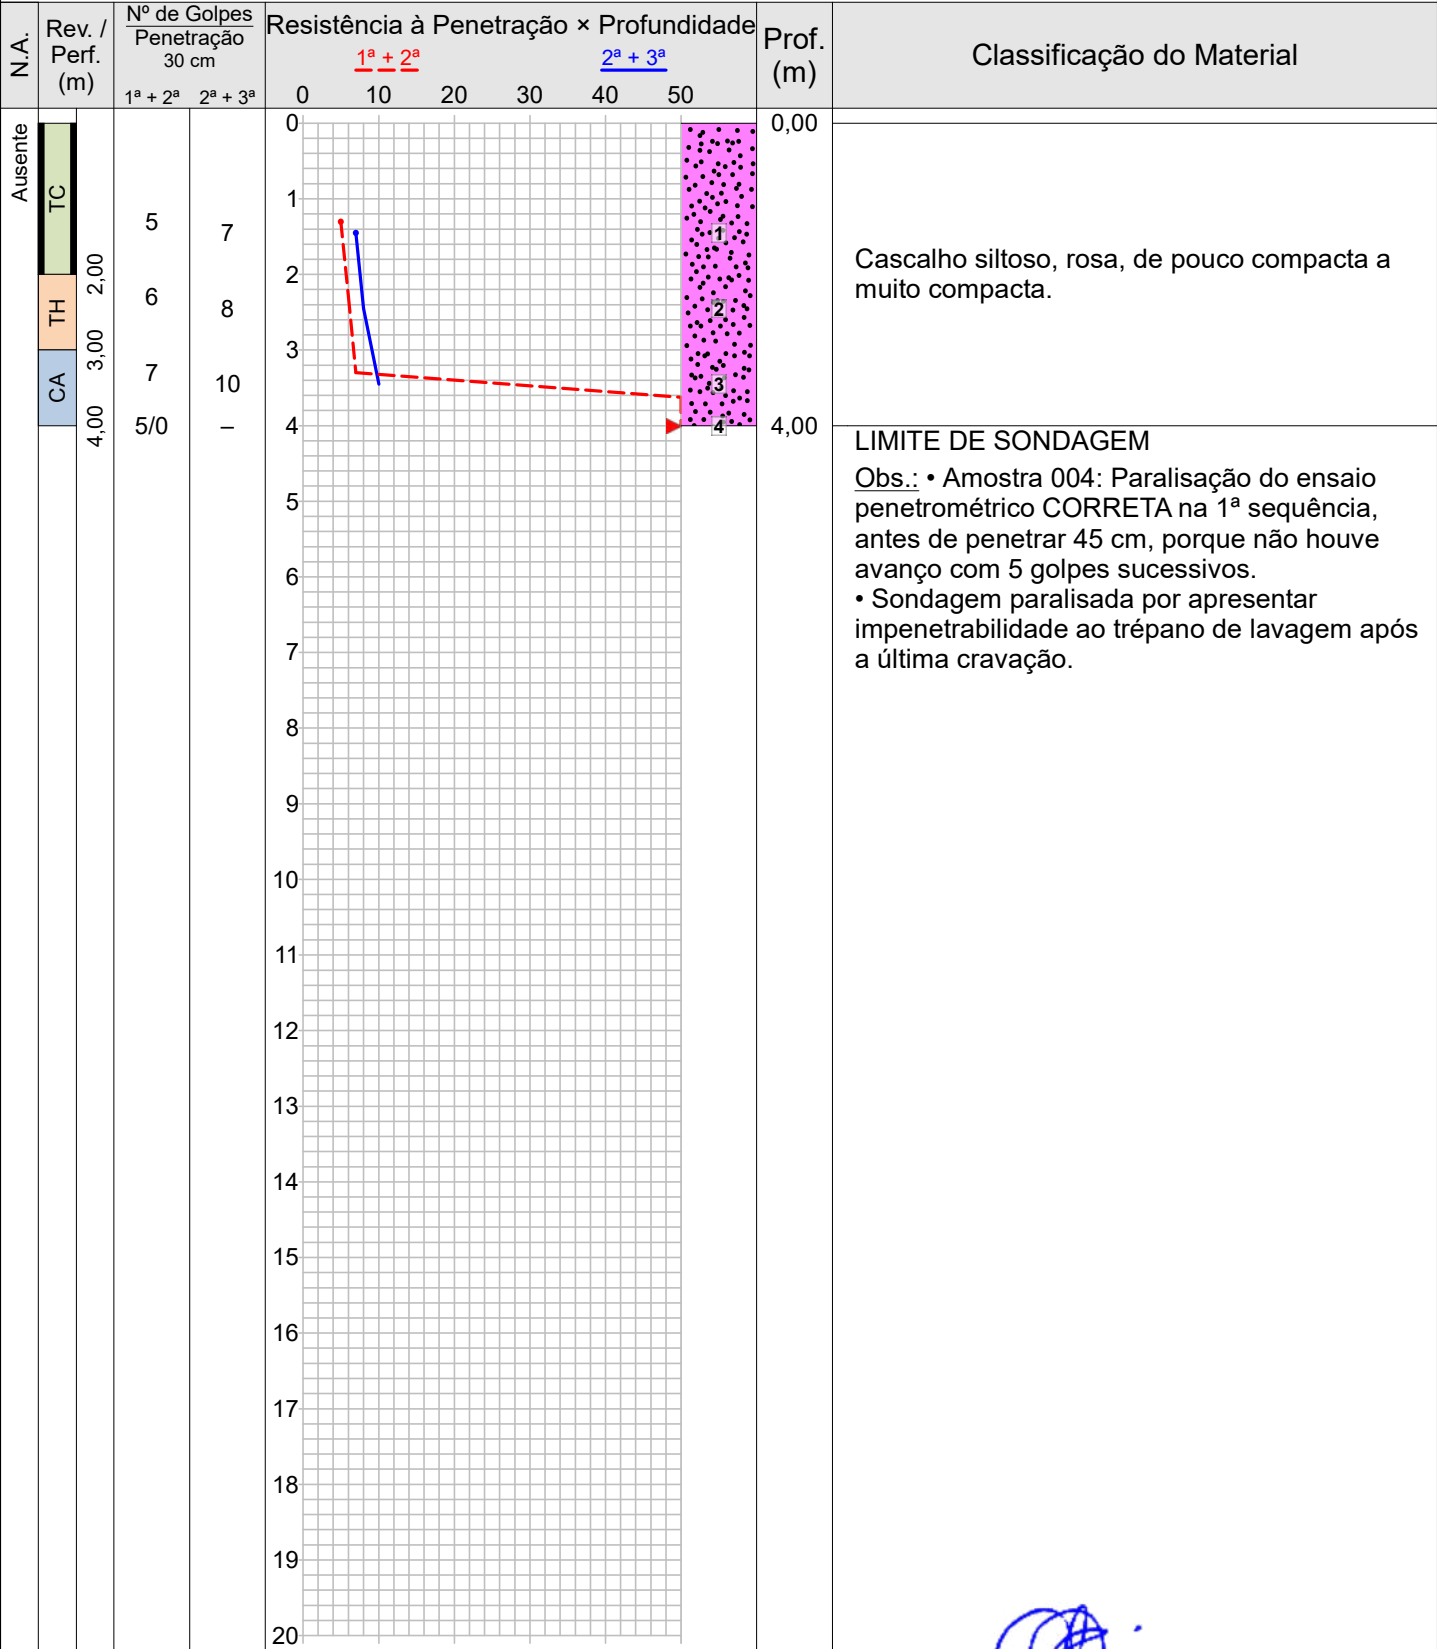 N.A.
Rev. /
Perf.
(m)
Nº de Golpes
Penetração
30 cm
1ª + 2ª 2ª + 3ª
Resistência à Penetração × Profundidade
1ª + 2ª 2ª + 3ª
0 10 20 30 40 50
Prof.
(m)
Classificação do Material
Ausente
TC
2,00
TH
3,00
CA
4,00
5 7
6 8
7 10
5/0 –
0
1
2
3
4
5
6
7
8
9
10
11
12
13
14
15
16
17
18
19
20
1
2
3
4
0,00
4,00
Cascalho siltoso, rosa, de pouco compacta a
muito compacta.
LIMITE DE SONDAGEM
Obs.: • Amostra 004: Paralisação do ensaio
penetrométrico CORRETA na 1ª sequência,
antes de penetrar 45 cm, porque não houve
avanço com 5 golpes sucessivos.
• Sondagem paralisada por apresentar
impenetrabilidade ao trépano de lavagem após
a última cravação.